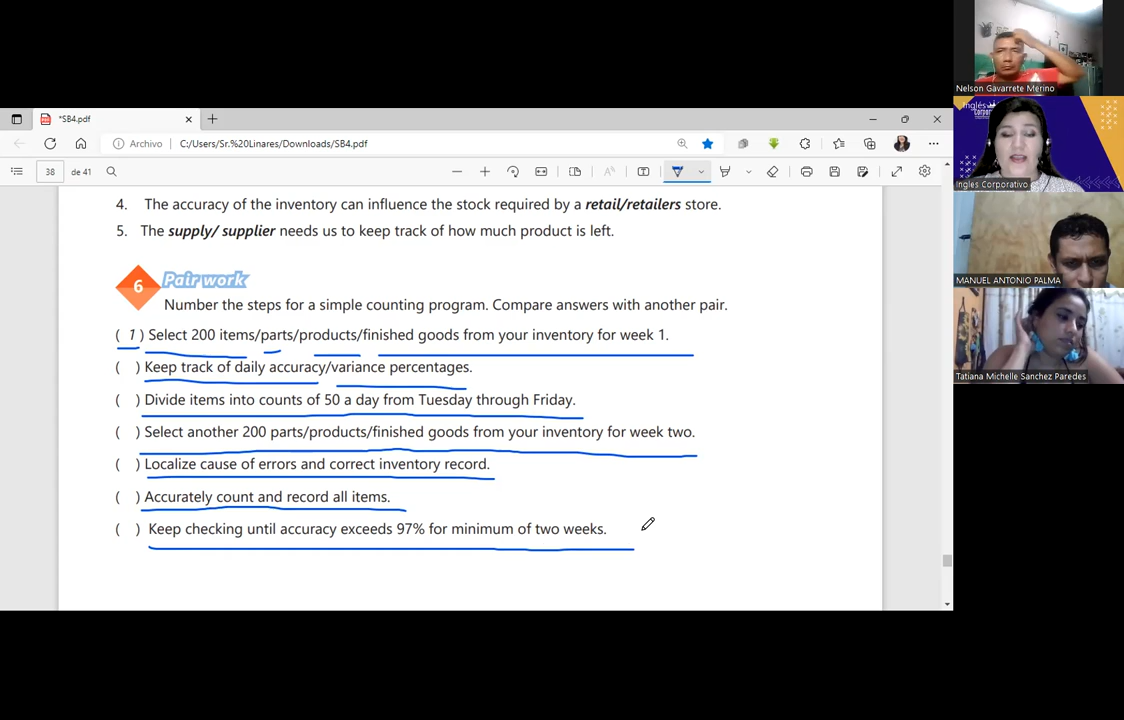 *SB4.pdf
Archivo
C:/Users/Sr.%20Linares/Downloads/SB4.pdf
38 de 41
4. The accuracy of the inventory can influence the stock required by a retail/retailers store.
5. The supply/ supplier needs us to keep track of how much product is left.
6 Pair work
Number the steps for a simple counting program. Compare answers with another pair.
( 1 ) Select 200 items/parts/products/finished goods from your inventory for week 1.
( ) Keep track of daily accuracy/variance percentages.
( ) Divide items into counts of 50 a day from Tuesday through Friday.
( ) Select another 200 parts/products/finished goods from your inventory for week two.
( ) Localize cause of errors and correct inventory record.
( ) Accurately count and record all items.
( ) Keep checking until accuracy exceeds 97% for minimum of two weeks.
Nelson Gavarrete Merino
Inglés
Corporativo
Ingles Corporativo
MANUEL ANTONIO PALMA
Tatiana Michelle Sanchez Paredes